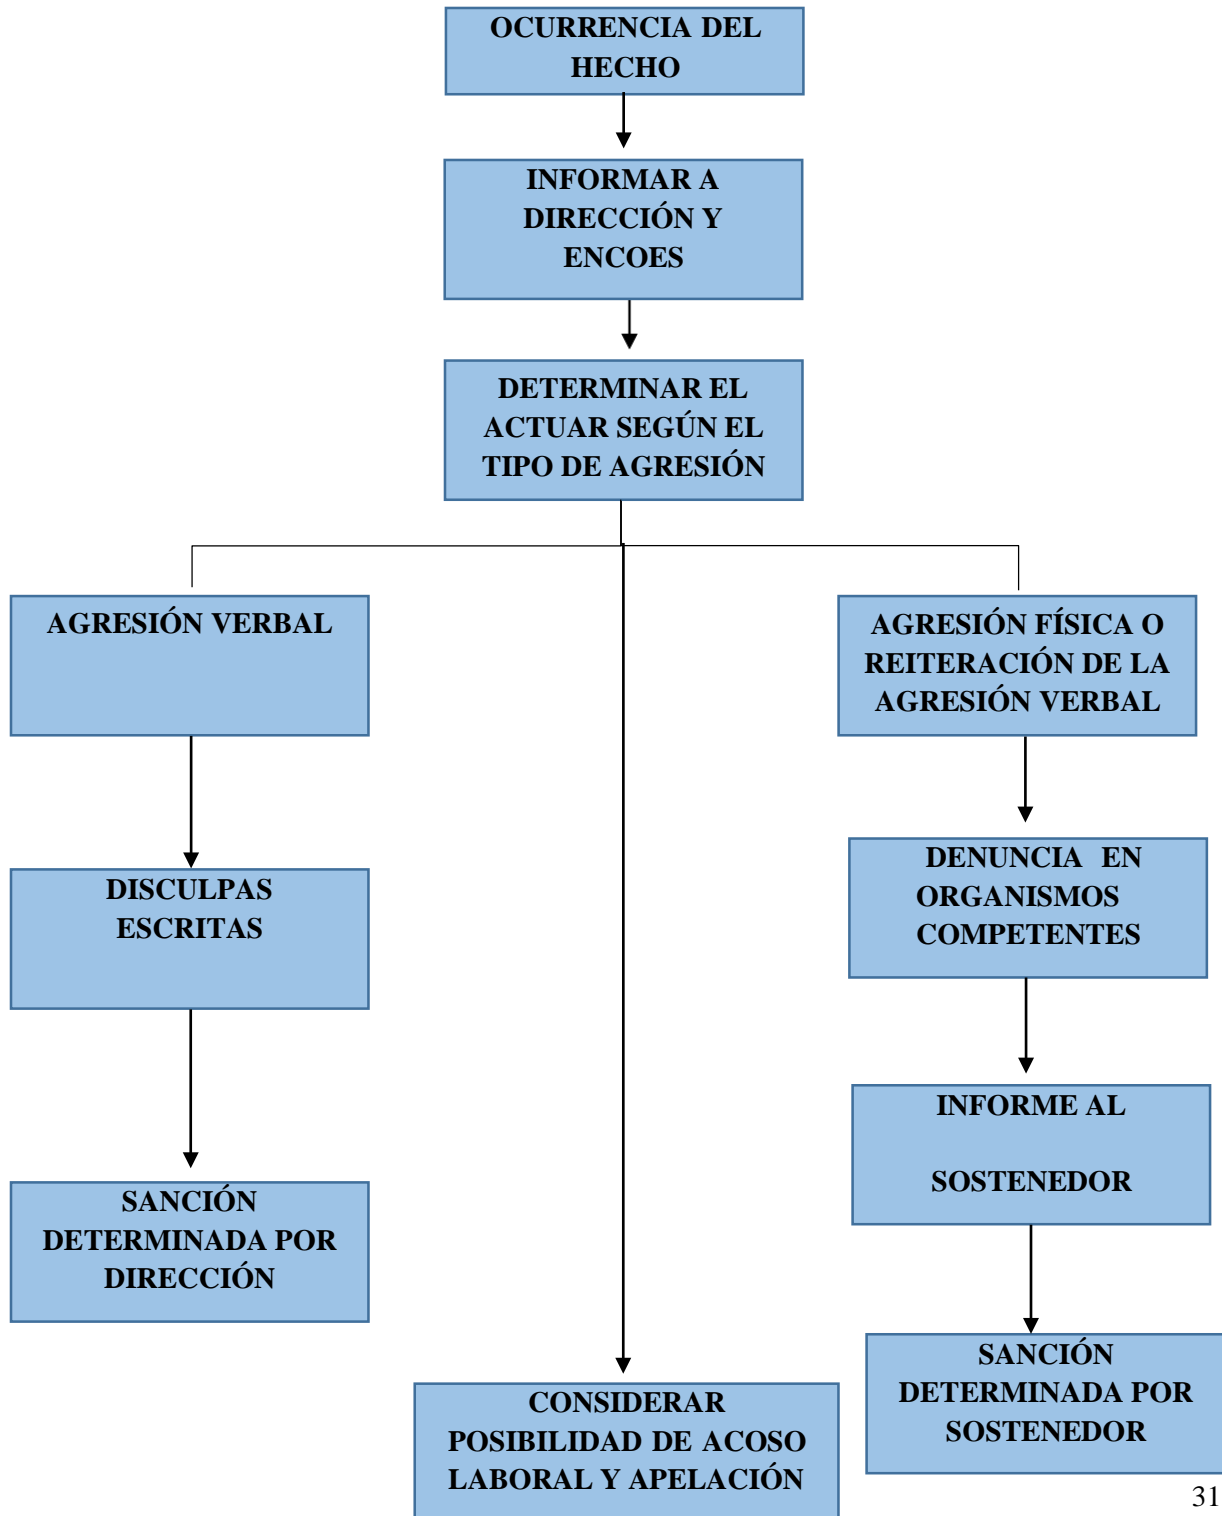 OCURRENCIA DEL
HECHO
INFORMAR A
DIRECCIÓN Y
ENCOES
DETERMINAR EL
ACTUAR SEGÚN EL
TIPO DE AGRESIÓN
AGRESIÓN VERBAL
DISCULPAS
ESCRITAS
SANCIÓN
DETERMINADA POR
DIRECCIÓN
CONSIDERAR
POSIBILIDAD DE ACOSO
LABORAL Y APELACIÓN
AGRESIÓN FÍSICA O
REITERACIÓN DE LA
AGRESIÓN VERBAL
DENUNCIA EN
ORGANISMOS
COMPETENTES
INFORME AL
SOSTENEDOR
SANCIÓN
DETERMINADA POR
SOSTENEDOR
31